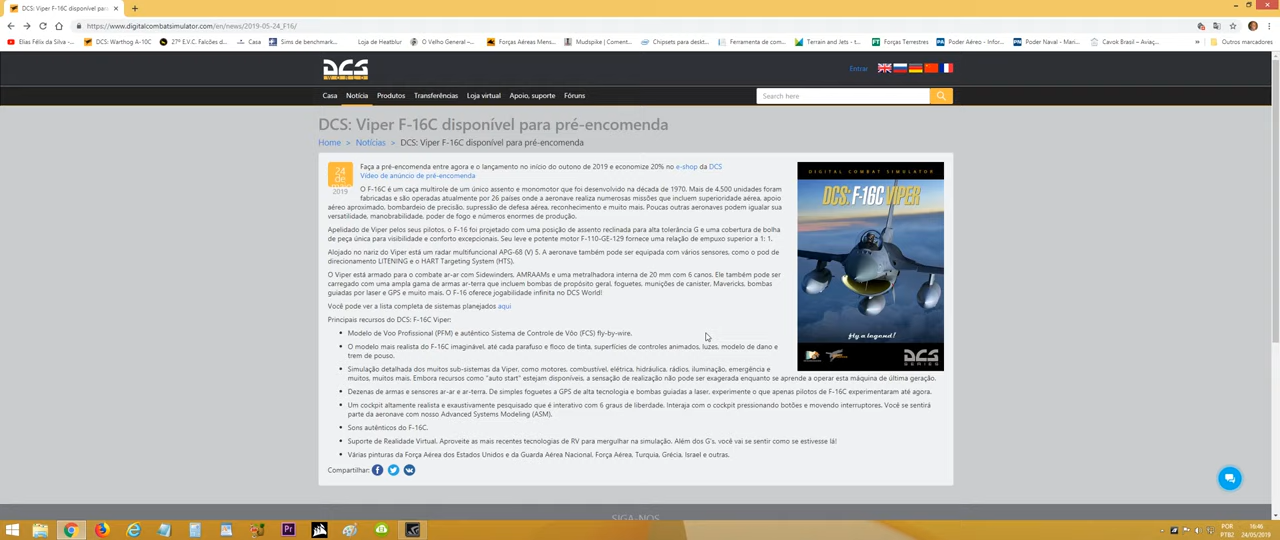 DCS: Viper F-16C disponível para
https://www.digitalcombatsimulator.com/en/news/2019-05-24_F16/
Elias Félix da Silva -...
DCS: Warthog A-10C
27º E.V.C. Falcões d...
Casa
Sims de benchmark...
Loja de Heatblur
O Velho General –...
Forças Aéreas Mens...
Mudspike | Coment...
Chipsets para deskt...
Ferramenta de com...
Terrain and Jets - t...
Forças Terrestres
Poder Aéreo - Infor...
Poder Naval - Mari...
Cavok Brasil – Aviaç...
»
Outros marcadores
DCS
WORLD
Entrar
Casa
Notícia
Produtos
Transferências
Loja virtual
Apoio, suporte
Fóruns
Search here
DCS: Viper F-16C disponível para pré-encomenda
Home > Notícias > DCS: Viper F-16C disponível para pré-encomenda
24
de
2019
Faça a pré-encomenda entre agora e o lançamento no início do outono de 2019 e economize 20% no e-shop da DCS
Vídeo de anúncio de pré-encomenda
O F-16C é um caça multirole de um único assento e monomotor que foi desenvolvido na década de 1970. Mais de 4.500 unidades foram
fabricadas e são operadas atualmente por 26 países onde a aeronave realiza numerosas missões que incluem superioridade aérea, apoio
aéreo aproximado, bombardeio de precisão, supressão de defesa aérea, reconhecimento e muito mais. Poucas outras aeronaves podem igualar sua
versatilidade, manobrabilidade, poder de fogo e números enormes de produção.
Apelidado de Viper pelos seus pilotos, o F-16 foi projetado com uma posição de assento reclinada para alta tolerância G e uma cobertura de bolha
de peça única para visibilidade e conforto excepcionais. Seu leve e potente motor F-110-GE-129 fornece uma relação de empuxo superior a 1: 1.
Alojado no nariz do Viper está um radar multifuncional APG-68 (V) 5. A aeronave também pode ser equipada com vários sensores, como o pod de
direcionamento LITENING e o HART Targeting System (HTS).
O Viper está armado para o combate ar-ar com Sidewinders, AMRAAMs e uma metralhadora interna de 20 mm com 6 canos. Ele também pode ser
carregado com uma ampla gama de armas ar-terra que incluem bombas de propósito geral, foguetes, munições de canister, Mavericks, bombas
guiadas por laser e GPS e muito mais. O F-16 oferece jogabilidade infinita no DCS World!
Você pode ver a lista completa de sistemas planejados aqui
Principais recursos do DCS: F-16C Viper:
• Modelo de Voo Profissional (PFM) e autêntico Sistema de Controle de Vôo (FCS) fly-by-wire.
• O modelo mais realista do F-16C imaginável, até cada parafuso e floco de tinta, superfícies de controles animados, luzes, modelo de dano e
trem de pouso.
• Simulação detalhada dos muitos sub-sistemas da Viper, como motores, combustível, elétrica, hidráulica, rádios, iluminação, emergência e
muitos, muitos mais. Embora recursos como "auto start" estejam disponíveis, a sensação de realização não pode ser exagerada enquanto se aprende a operar esta máquina de última geração.
• Dezenas de armas e sensores ar-ar e ar-terra. De simples foguetes a GPS de alta tecnologia e bombas guiadas a laser, experimente o que apenas pilotos de F-16C experimentaram até agora.
• Um cockpit altamente realista e exaustivamente pesquisado que é interativo com 6 graus de liberdade. Interaja com o cockpit pressionando botões e movendo interruptores. Você se sentirá
parte da aeronave com nosso Advanced Systems Modeling (ASM).
• Sons autênticos do F-16C.
• Suporte de Realidade Virtual. Aproveite as mais recentes tecnologias de RV para mergulhar na simulação. Além dos G's, você vai se sentir como se estivesse lá!
• Várias pinturas da Força Aérea dos Estados Unidos e da Guarda Aérea Nacional, Força Aérea, Turquia, Grécia, Israel e outras.
Compartilhar:
DIGITAL COMBAT SIMULATOR
DCS: F-16C VIPER
fly a legend!
DCS
SERIES
SIGA-NOS
Pr
POR
PTB2
16:46
24/05/2019